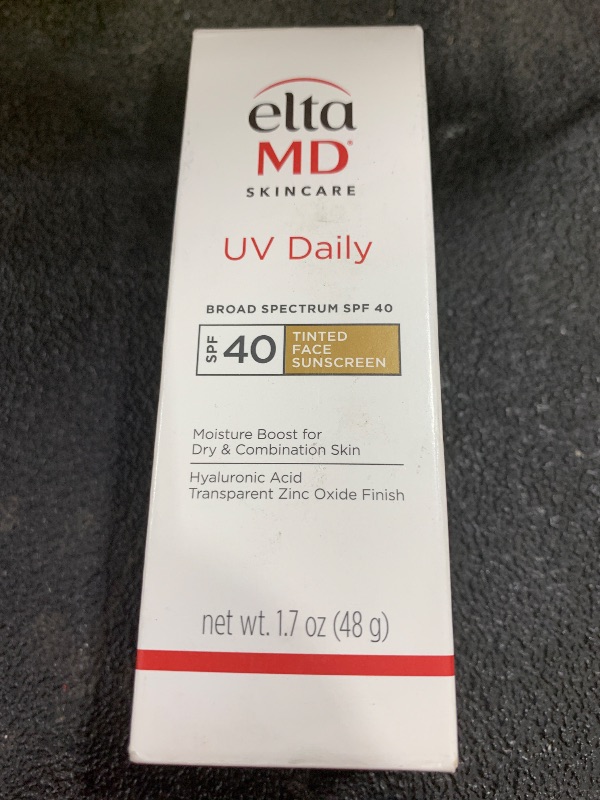 elta
MD®
SKINCARE
UV Daily
BROAD SPECTRUM SPF 40
SPF 40
TINTED
FACE
SUNSCREEN
Moisture Boost for
Dry & Combination Skin
Hyaluronic Acid
Transparent Zinc Oxide Finish
net wt. 1.7 oz (48 g)